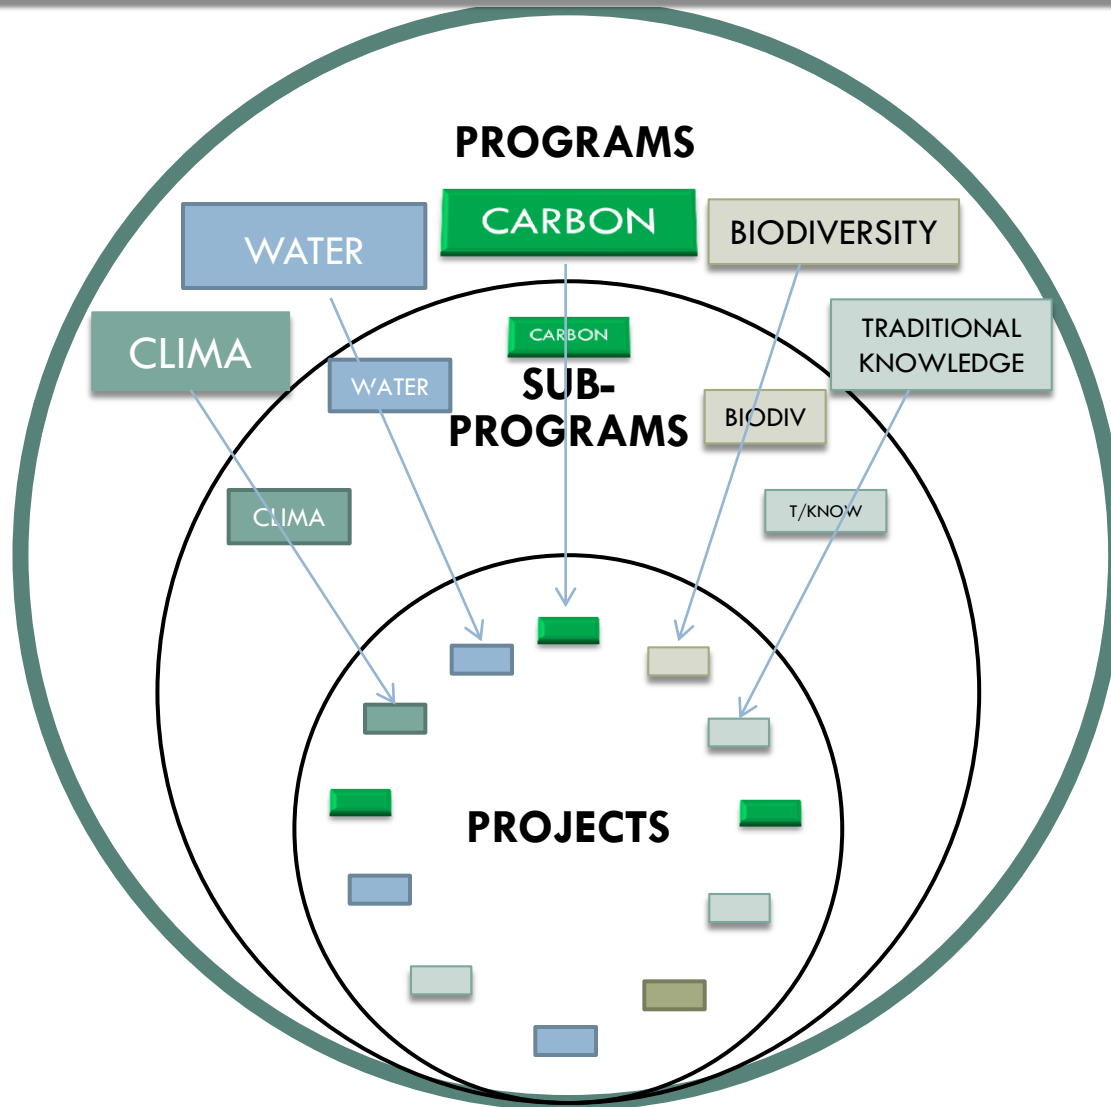 PROGRAMS
CARBON
WATER
BIODIVERSITY
CLIMA
TRADITIONAL
KNOWLEDGE
CARBON
WATER
SUB-
PROGRAMS
BIODIV
CLIMA
T/KNOW
PROJECTS